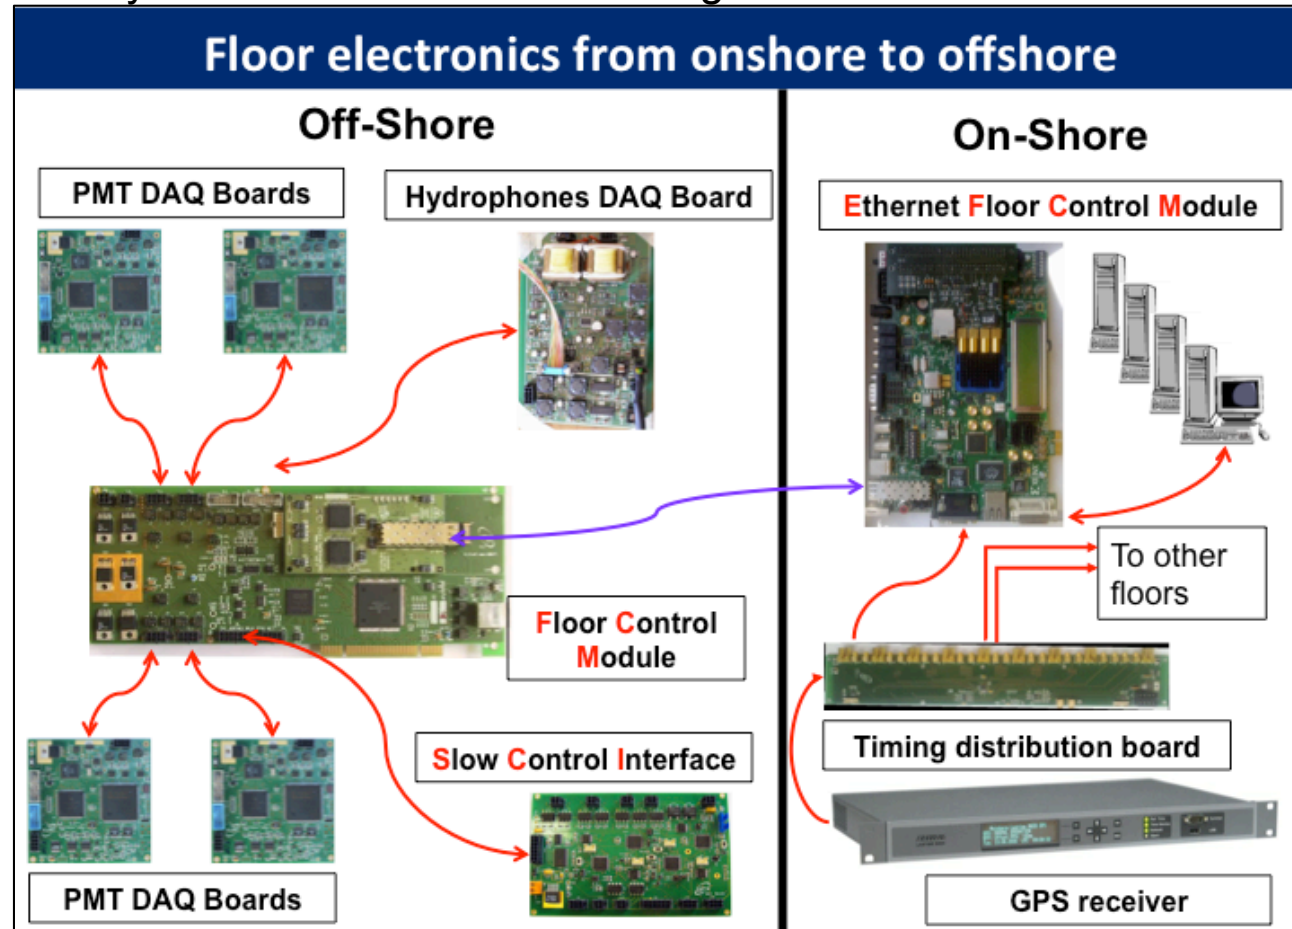 Floor electronics from onshore to offshore
Off-Shore
On-Shore
PMT DAQ Boards
Hydrophones DAQ Board
Ethernet Floor Control Module
To other
floors
Floor Control
Module
Slow Control Interface
Timing distribution board
PMT DAQ Boards
GPS receiver